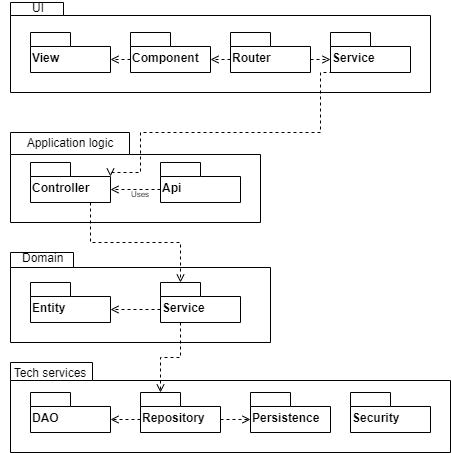 UI
View
Component
Router
Service
Application logic
Controller
Uses
Api
Domain
Entity
Service
Tech services
DAO
Repository
Persistence
Security